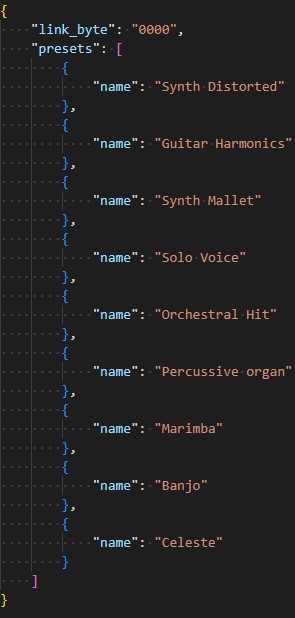 {
    "link_byte": "0000",
    "presets": [
        {
            "name": "Synth Distorted"
        },
        {
            "name": "Guitar Harmonics"
        },
        {
            "name": "Synth Mallet"
        },
        {
            "name": "Solo Voice"
        },
        {
            "name": "Orchestral Hit"
        },
        {
            "name": "Percussive organ"
        },
        {
            "name": "Marimba"
        },
        {
            "name": "Banjo"
        },
        {
            "name": "Celeste"
        }
    ]
}